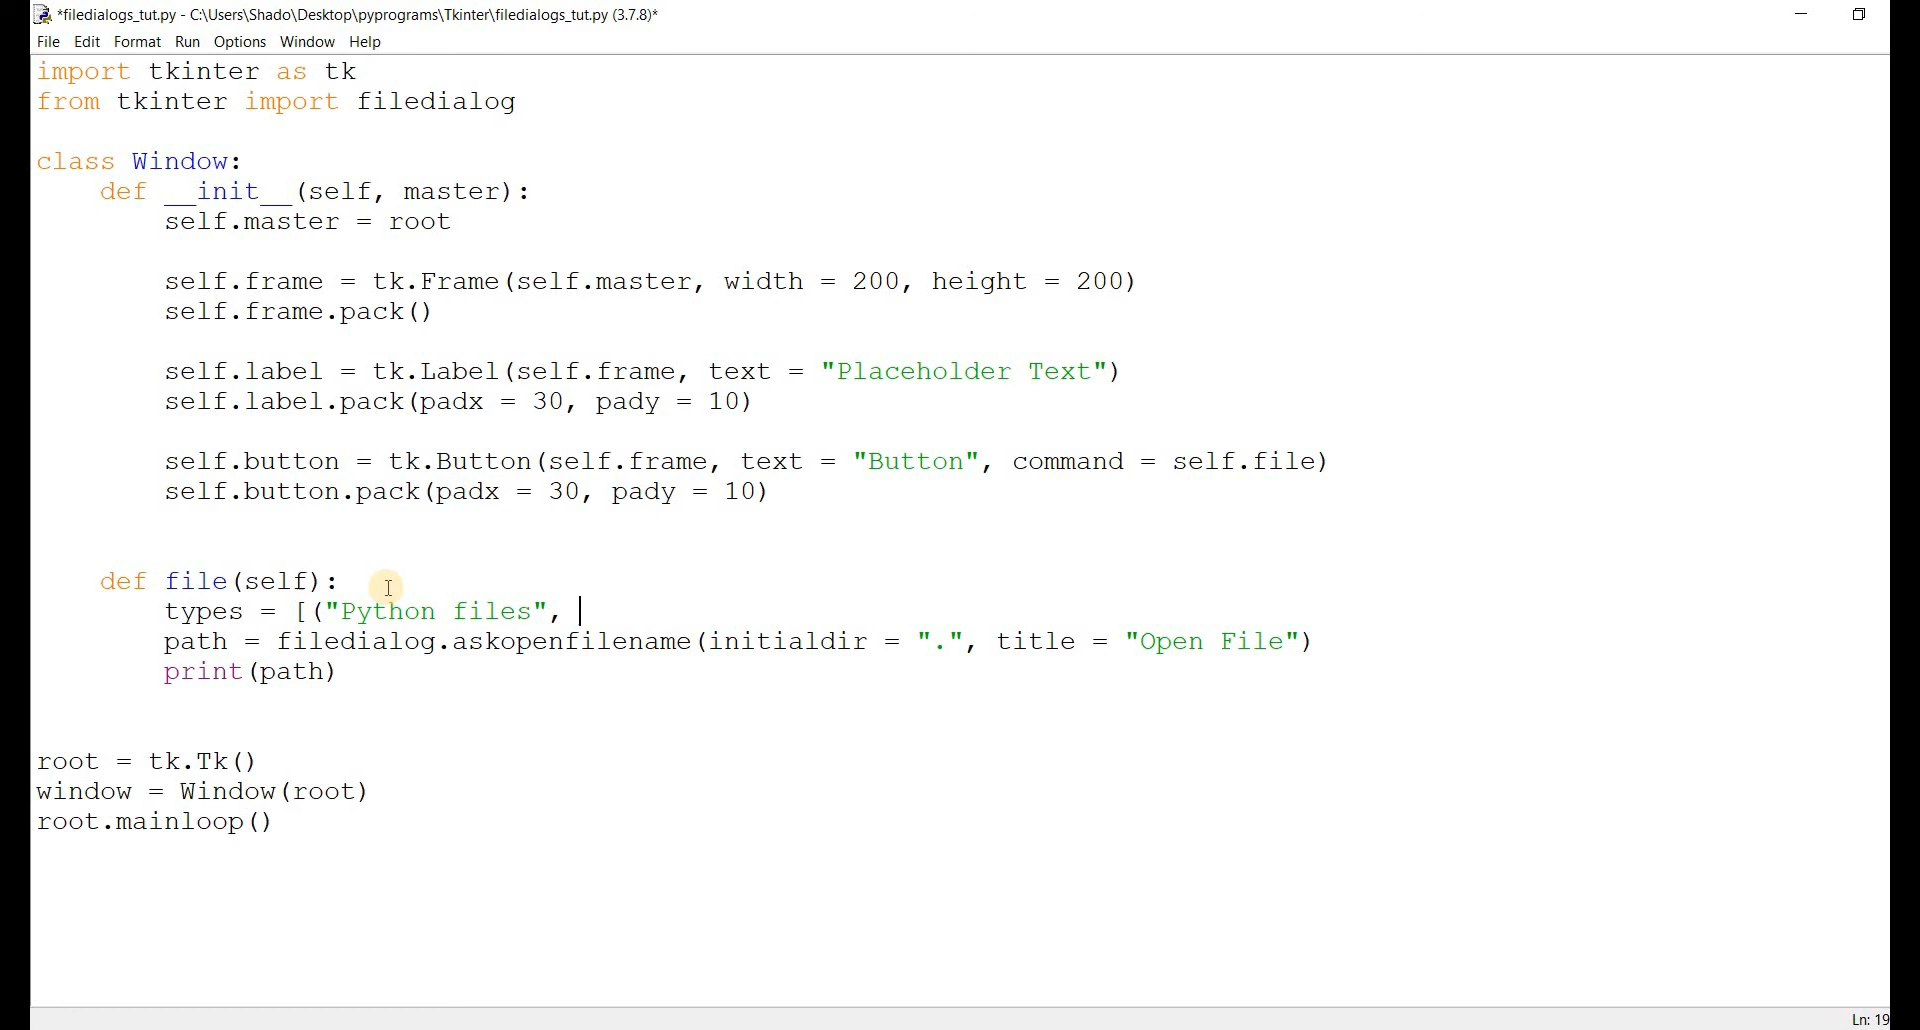 *filedialogs_tut.py - C:\Users\Shado\Desktop\pyprograms\Tkinter\filedialogs_tut.py (3.7.8)*
File Edit Format Run Options Window Help
import tkinter as tk
from tkinter import filedialog
class Window:
    def __init__(self, master):
        self.master = root
        self.frame = tk.Frame(self.master, width = 200, height = 200)
        self.frame.pack()
        self.label = tk.Label(self.frame, text = "Placeholder Text")
        self.label.pack(padx = 30, pady = 10)
        self.button = tk.Button(self.frame, text = "Button", command = self.file)
        self.button.pack(padx = 30, pady = 10)
    def file(self):
        types = [("Python files",
        path = filedialog.askopenfilename(initialdir = ".", title = "Open File")
        print(path)
root = tk.Tk()
window = Window(root)
root.mainloop()
Ln: 19